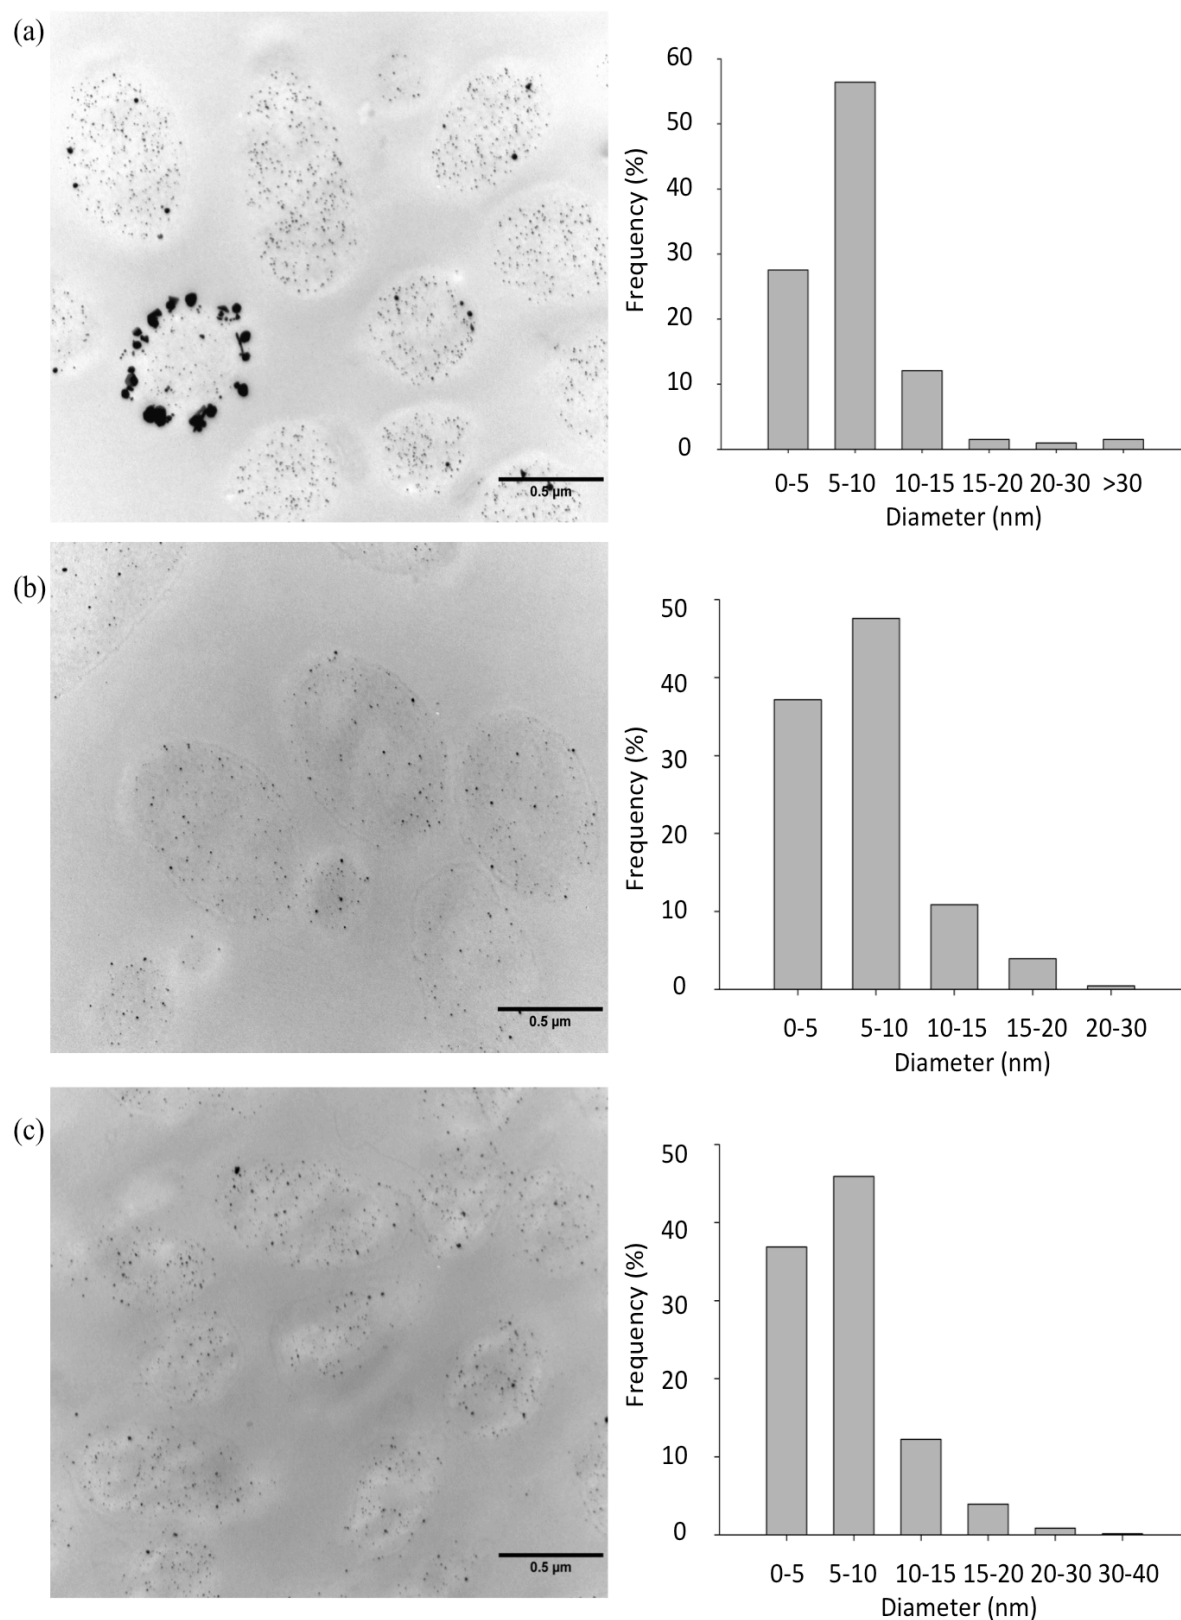 (a)
0.5 µm
60
50
40
30
20
10
0
Frequency (%)
0-5 5-10 10-15 15-20 20-30 >30
Diameter (nm)
(b)
0.5 µm
50
40
30
20
10
0
Frequency (%)
0-5 5-10 10-15 15-20 20-30
Diameter (nm)
(c)
0.5 µm
50
40
30
20
10
0
Frequency (%)
0-5 5-10 10-15 15-20 20-30 30-40
Diameter (nm)